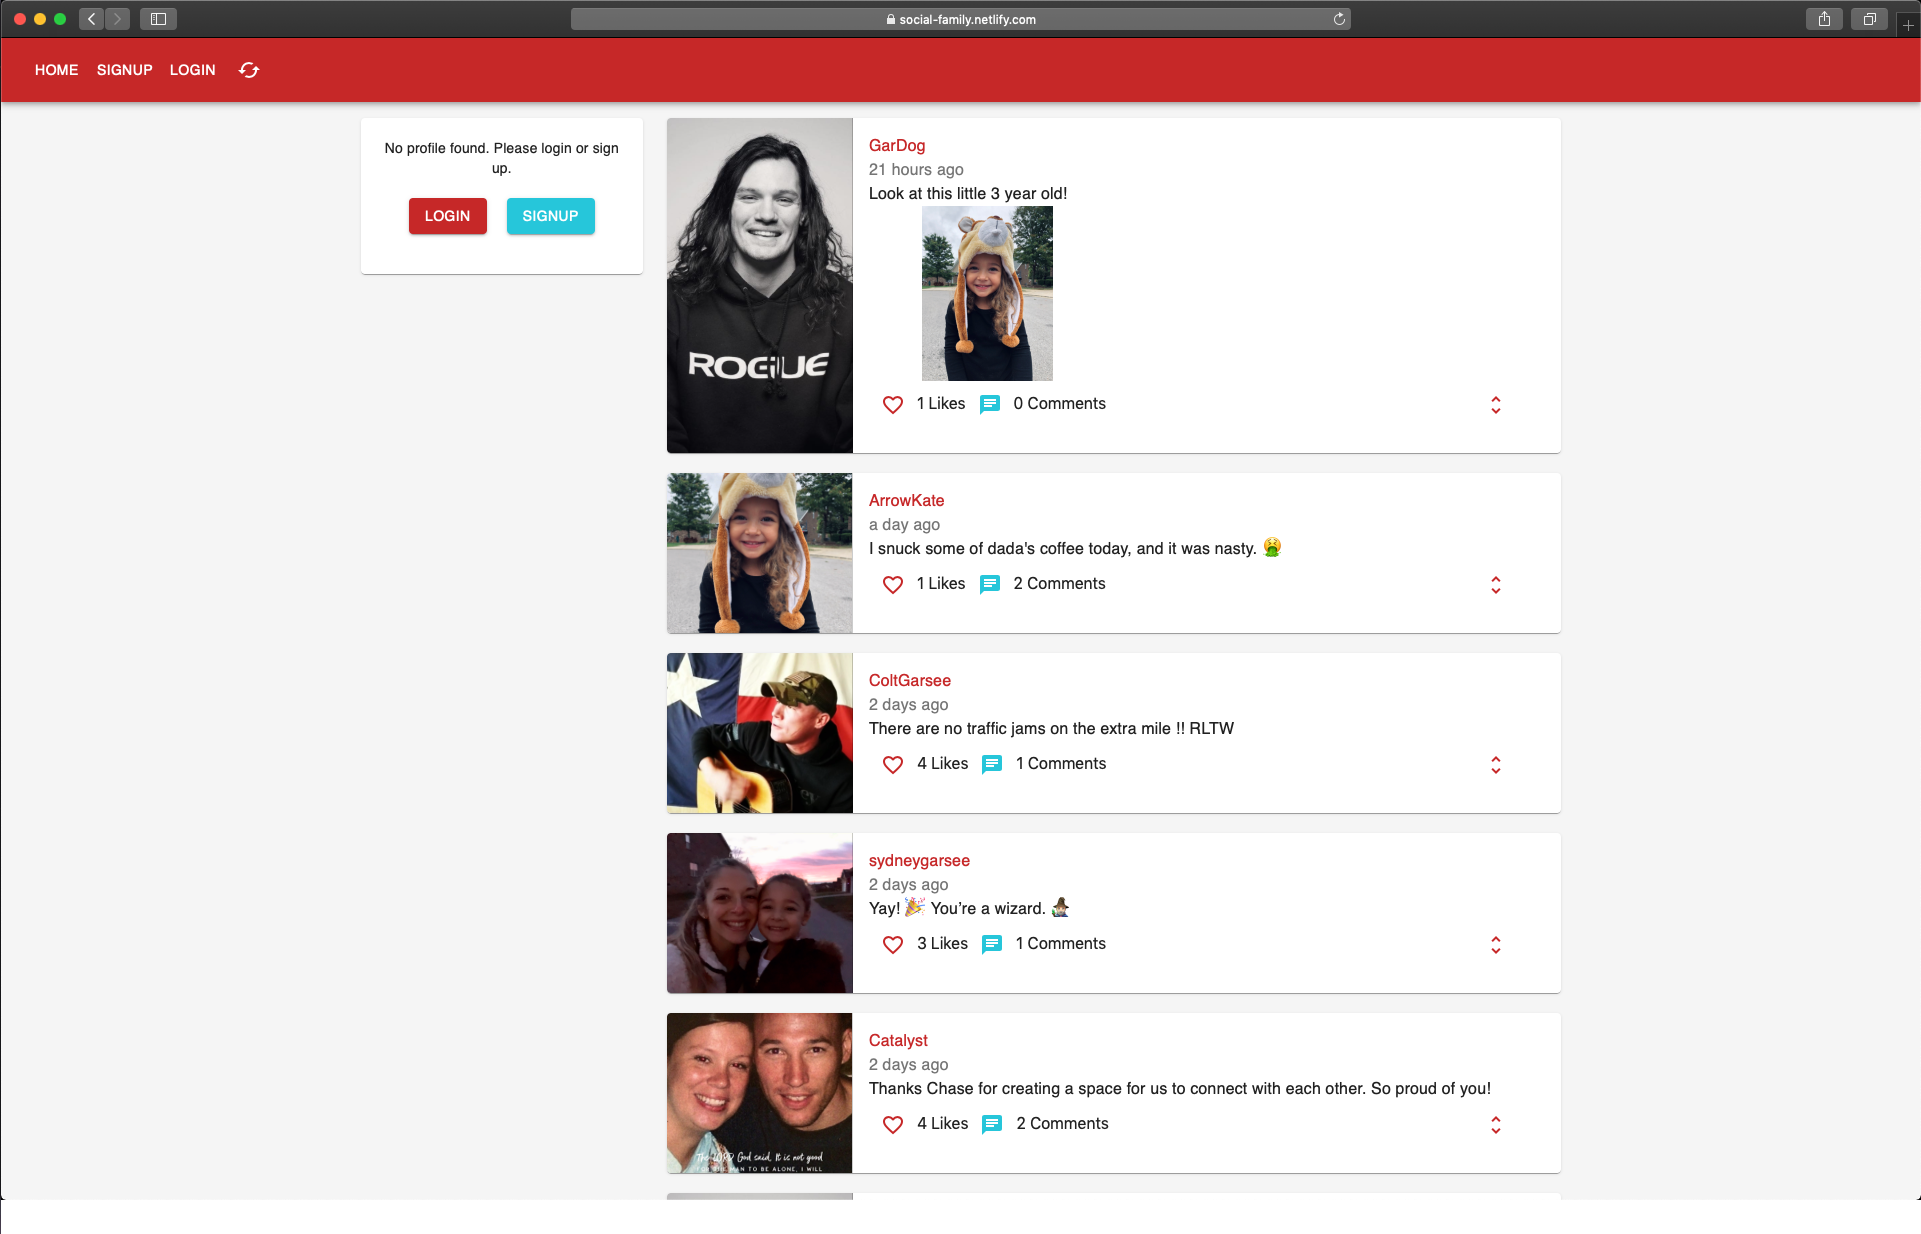 social-family.netlify.com
HOME SIGNUP LOGIN
No profile found. Please login or sign
up.
LOGIN SIGNUP
ROGUE
GarDog
21 hours ago
Look at this little 3 year old!
1 Likes 0 Comments
ArrowKate
a day ago
I snuck some of dada's coffee today, and it was nasty. 🤮
1 Likes 2 Comments
ColtGarsee
2 days ago
There are no traffic jams on the extra mile !! RLTW
4 Likes 1 Comments
sydneygarsee
2 days ago
Yay! 🎉 You’re a wizard. 🧙
3 Likes 1 Comments
Catalyst
2 days ago
Thanks Chase for creating a space for us to connect with each other. So proud of you!
4 Likes 2 Comments
The LORD God said, It is not good
FOR THE MAN TO BE ALONE, I WILL